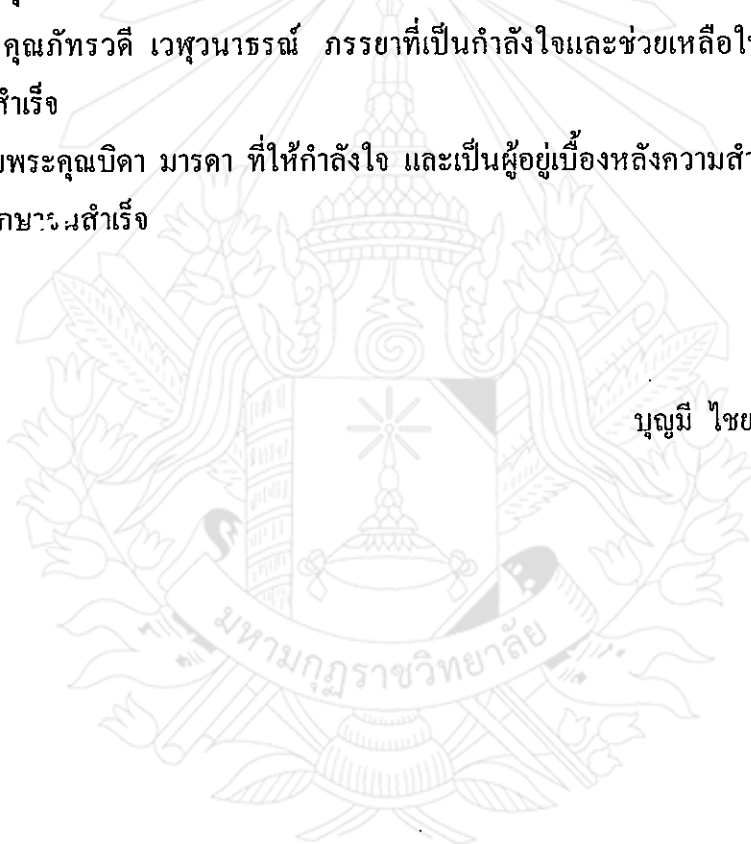 คุณภัทรวดี เวฬุวนาธรณ์ ภรรยาที่เป็นกำลังใจและช่วยเหลือใ
สำเร็จ
พระคุณบิดา มารดา ที่ให้กำลังใจ และเป็นผู้อยู่เบื้องหลังความสำ
สำเร็จ
บุญมี ไชย
มหามกุฏราชวิทยาลัย